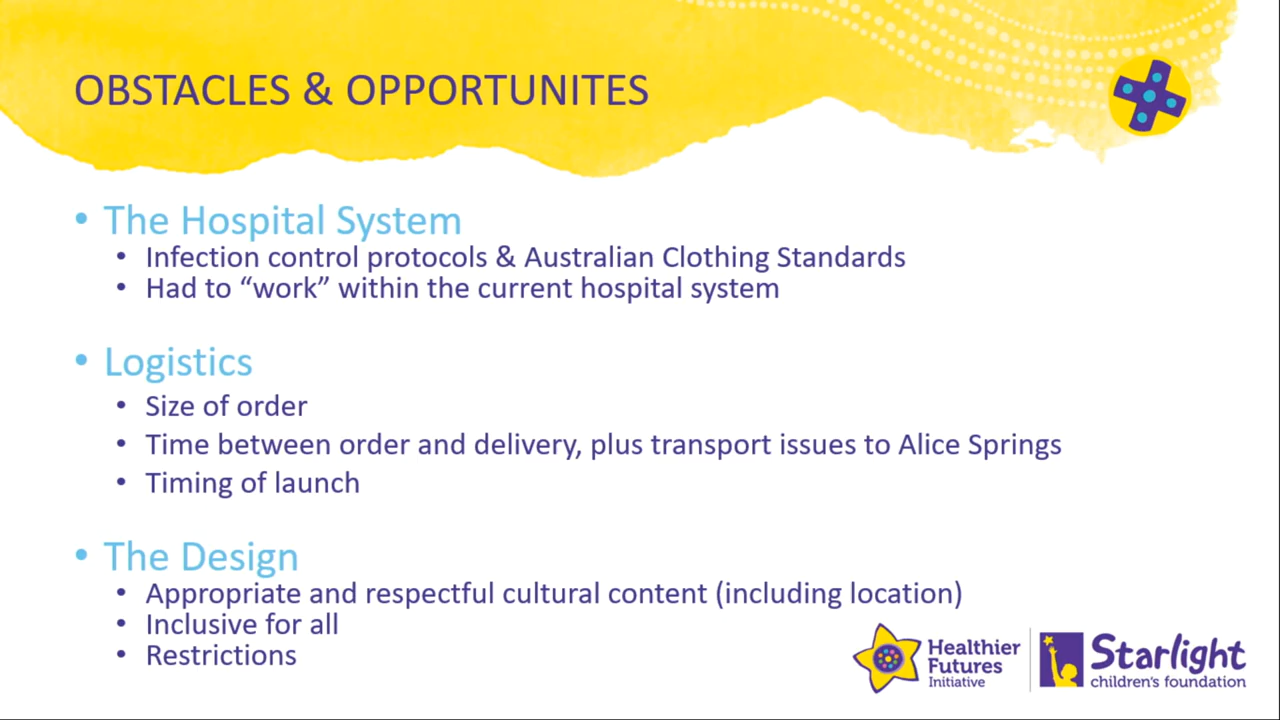 OBSTACLES & OPPORTUNITES
• The Hospital System
• Infection control protocols & Australian Clothing Standards
• Had to “work” within the current hospital system
• Logistics
• Size of order
• Time between order and delivery, plus transport issues to Alice Springs
• Timing of launch
• The Design
• Appropriate and respectful cultural content (including location)
• Inclusive for all
• Restrictions
Healthier
Futures
Initiative
Starlight
children's foundation